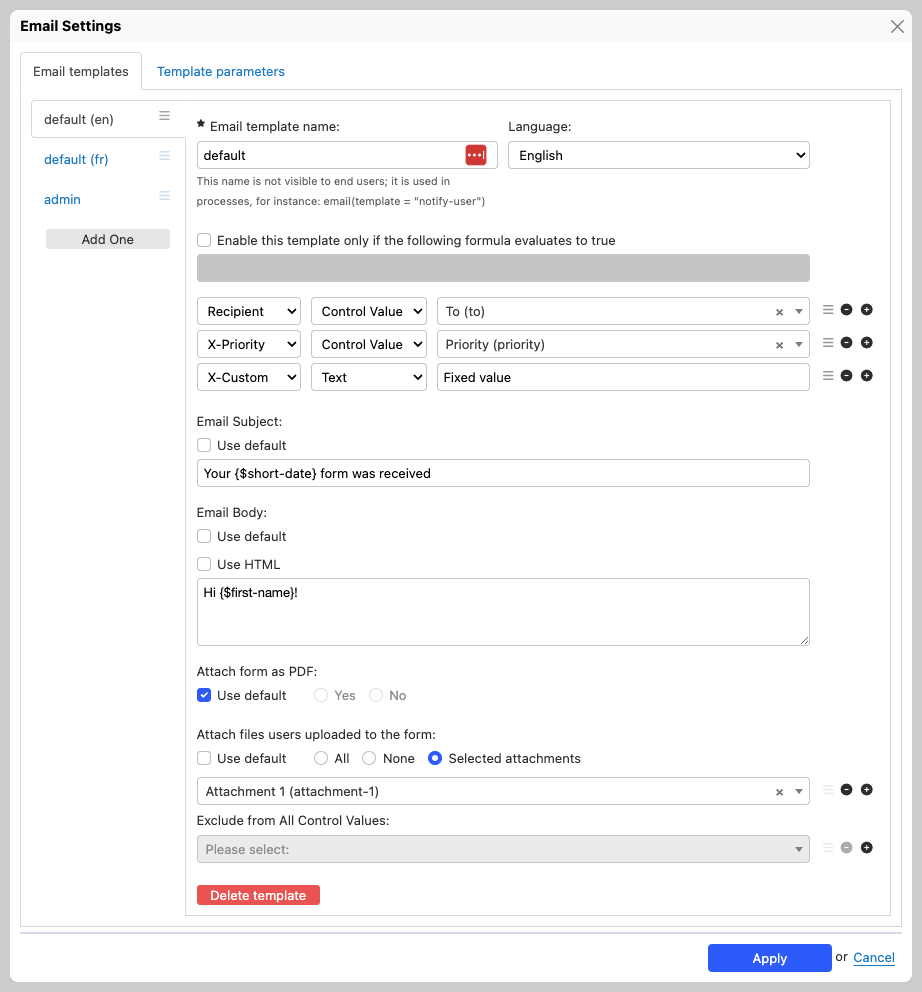 Email Settings
Email templates
Template parameters
default (en)
default (fr)
admin
Add One
* Email template name:
Language:
default
English
This name is not visible to end users; it is used in
processes, for instance: email(template = "notify-user")
Enable this template only if the following formula evaluates to true
Recipient
Control Value
To (to)
X-Priority
Control Value
Priority (priority)
X-Custom
Text
Fixed value
Email Subject:
Use default
Your {$short-date} form was received
Email Body:
Use default
Use HTML
Hi {$first-name}!
Attach form as PDF:
Use default
Yes
No
Attach files users uploaded to the form:
Use default
All
None
Selected attachments
Attachment 1 (attachment-1)
Exclude from All Control Values:
Please select:
Delete template
Apply
or
Cancel